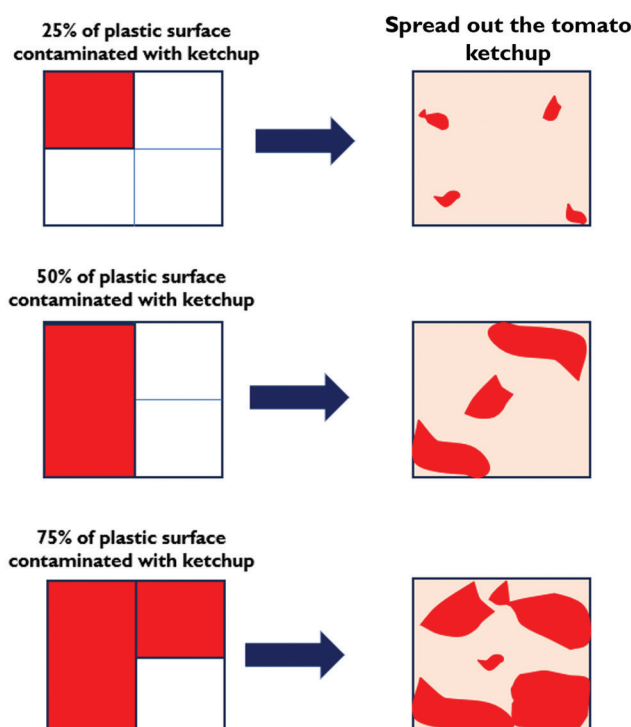 25% of plastic surface
contaminated with ketchup
Spread out the tomato
ketchup
50% of plastic surface
contaminated with ketchup
75% of plastic surface
contaminated with ketchup